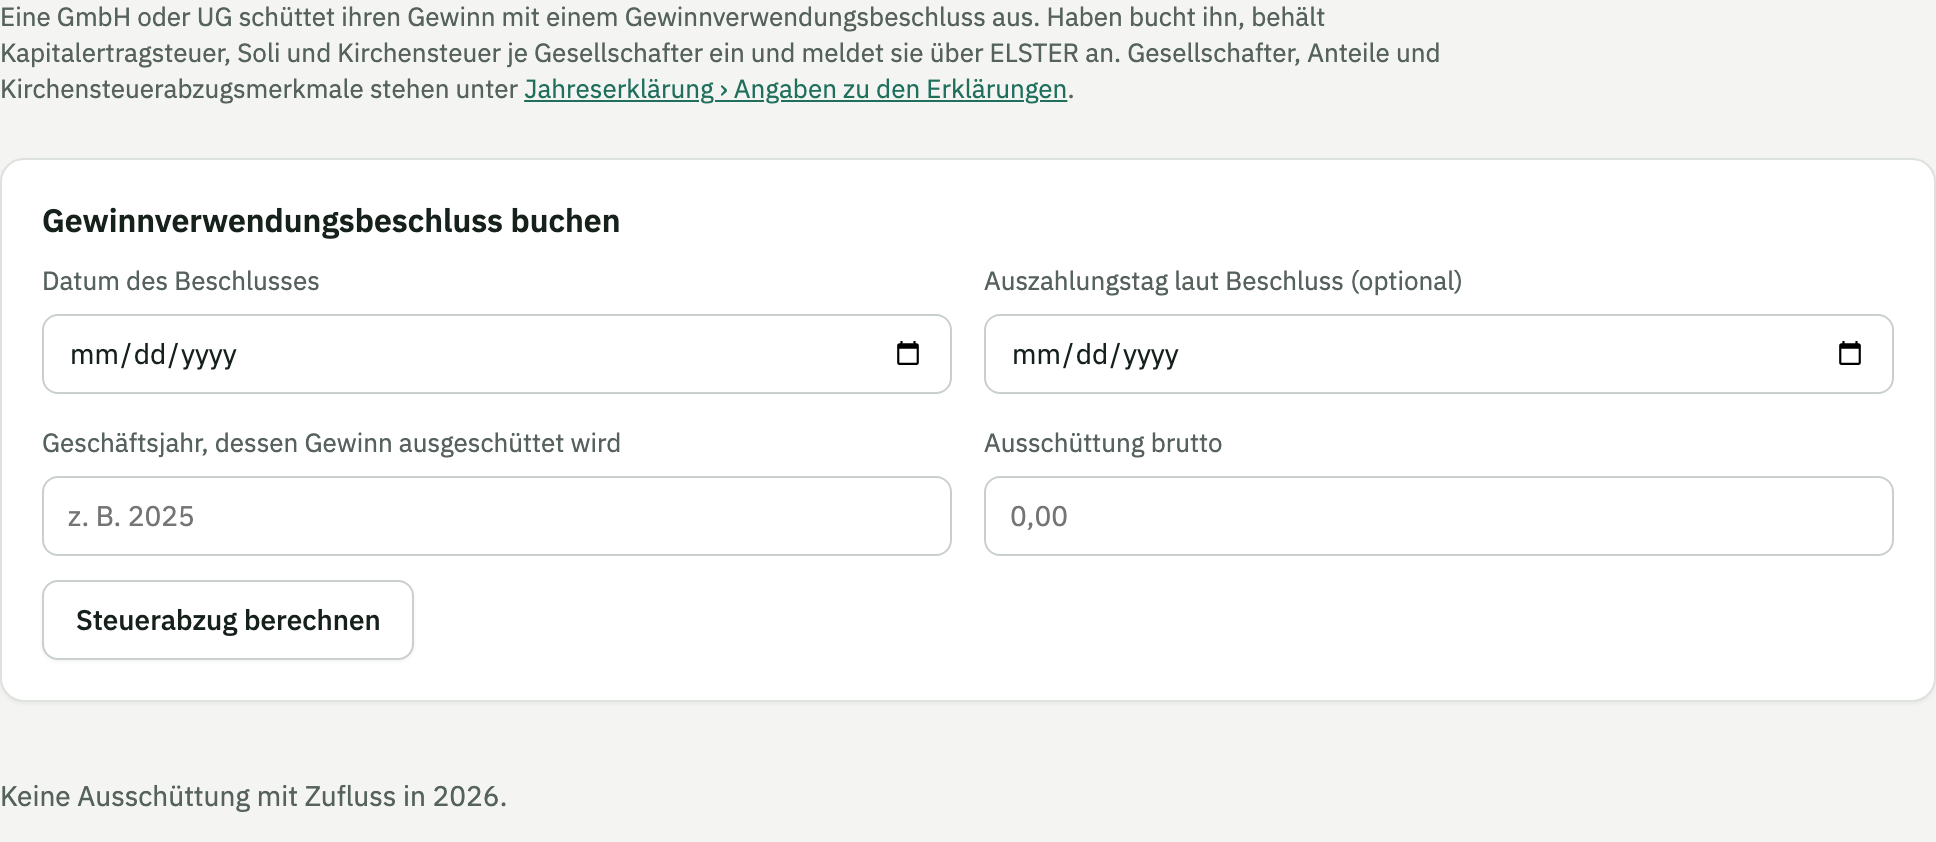 Eine GmbH oder UG schüttet ihren Gewinn mit einem Gewinnverwendungsbeschluss aus. Haben bucht ihn, behält
Kapitalertragsteuer, Soli und Kirchensteuer je Gesellschafter ein und meldet sie über ELSTER an. Gesellschafter, Anteile und
Kirchensteuerabzugsmerkmale stehen unter Jahreserklärung › Angaben zu den Erklärungen.
Gewinnverwendungsbeschluss buchen
Datum des Beschlusses
Auszahlungstag laut Beschluss (optional)
mm/dd/yyyy
mm/dd/yyyy
Geschäftsjahr, dessen Gewinn ausgeschüttet wird
Ausschüttung brutto
z. B. 2025
0,00
Steuerabzug berechnen
Keine Ausschüttung mit Zufluss in 2026.